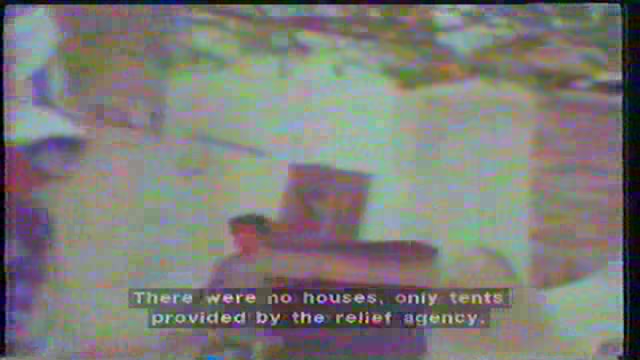 There were no houses, only tents
provided by the relief agency.